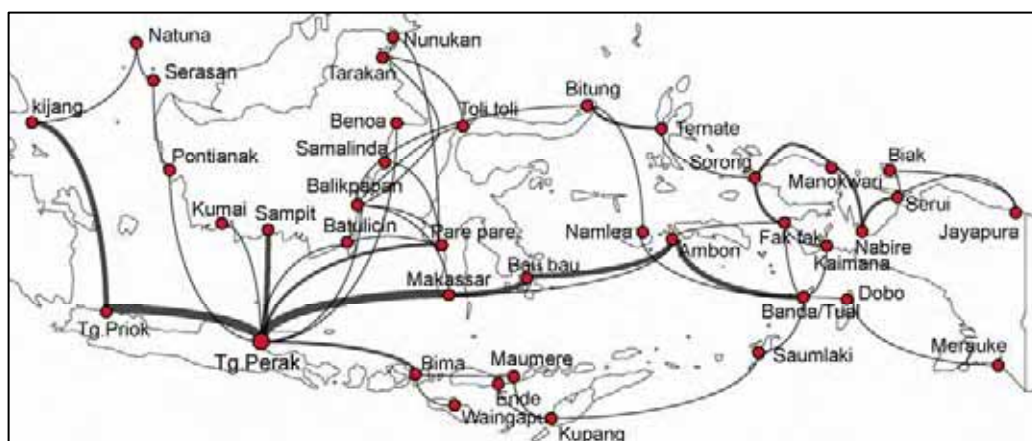 Natuna
Nunukan
Serasan
Tarakan
Bitung
kijang
Benoa
Toli toli
Ternate
Pontianak
Samalinda
Sorong
Biak
Manokwari
Balikpapan
Serui
Kumai
Sampit
Batulicin
Pare pare
Namlea
Ambon
Fak fak
Nabire
Jayapura
Kaimana
Makassar
Bau bau
Tg Priok
Banda/Tual
Dobo
Tg Perak
Bima
Maumere
Saumlaki
Merauke
Ende
Waingapu
Kupang